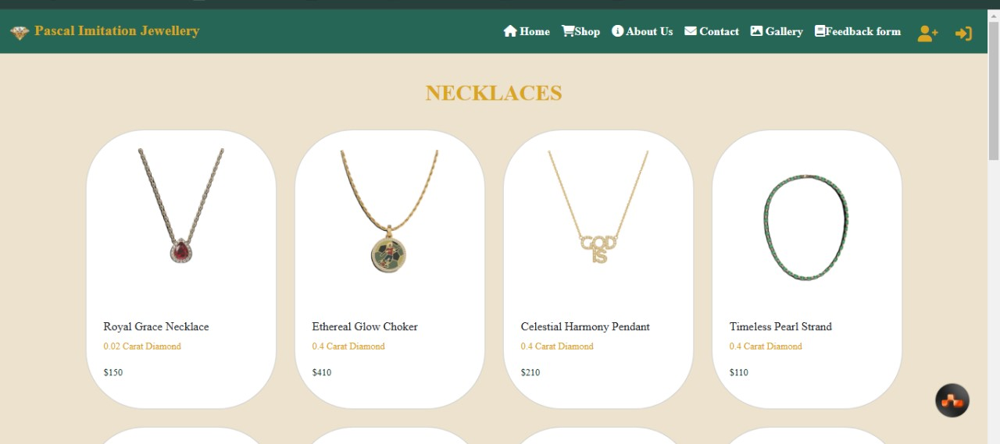 Pascal Imitation Jewellery
Home Shop About Us Contact Gallery Feedback form
NECKLACES
GOD
IS
Royal Grace Necklace
0.02 Carat Diamond
$150
Ethereal Glow Choker
0.4 Carat Diamond
$410
Celestial Harmony Pendant
0.4 Carat Diamond
$210
Timeless Pearl Strand
0.4 Carat Diamond
$110